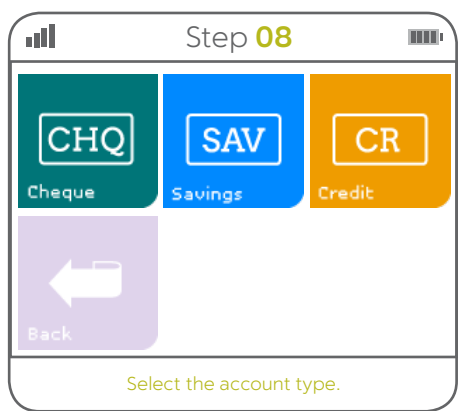 Step 08
CHQ SAV CR
Cheque Savings Credit
Back
Select the account type.